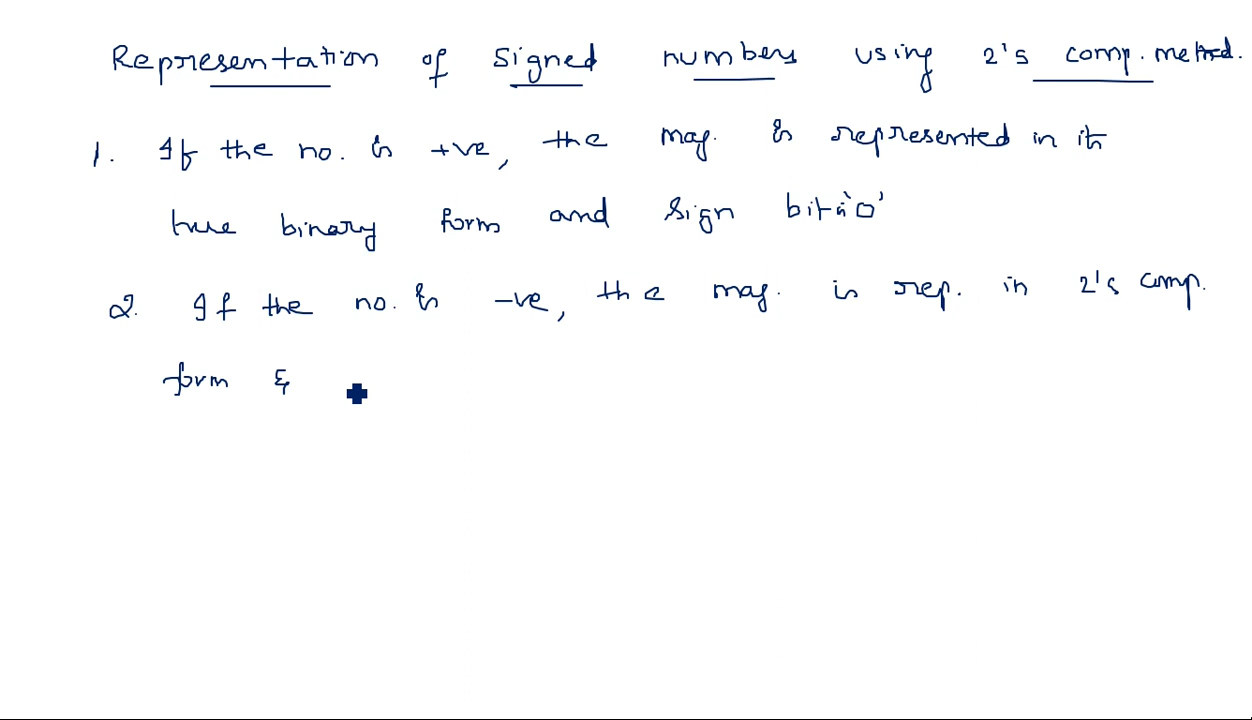 Representation of signed numbers using 2's comp. method.
1. If the no. is +ve, the mag. is represented in its
true binary form and sign bit is '0'
2. If the no. is -ve, the mag. is rep. in 2's comp.
form &